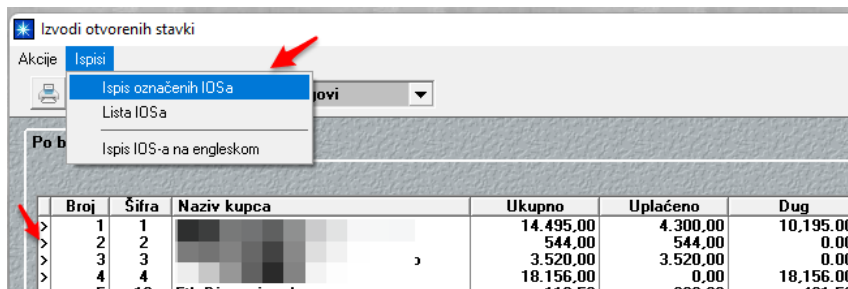 Izvodi otvorenih stavki
Akcije Ispisi
Ispis označenih IOSa
Lista IOSa
Ispis IOS-a na engleskom
Po b
Broj Šifra Naziv kupca Ukupno Uplaćeno Dug
> 1 1 14.495,00 4.300,00 10,195.00
> 2 2 544,00 544,00 0.00
> 3 3 3.520,00 3.520,00 0.00
> 4 4 18.156,00 0,00 18,156.00